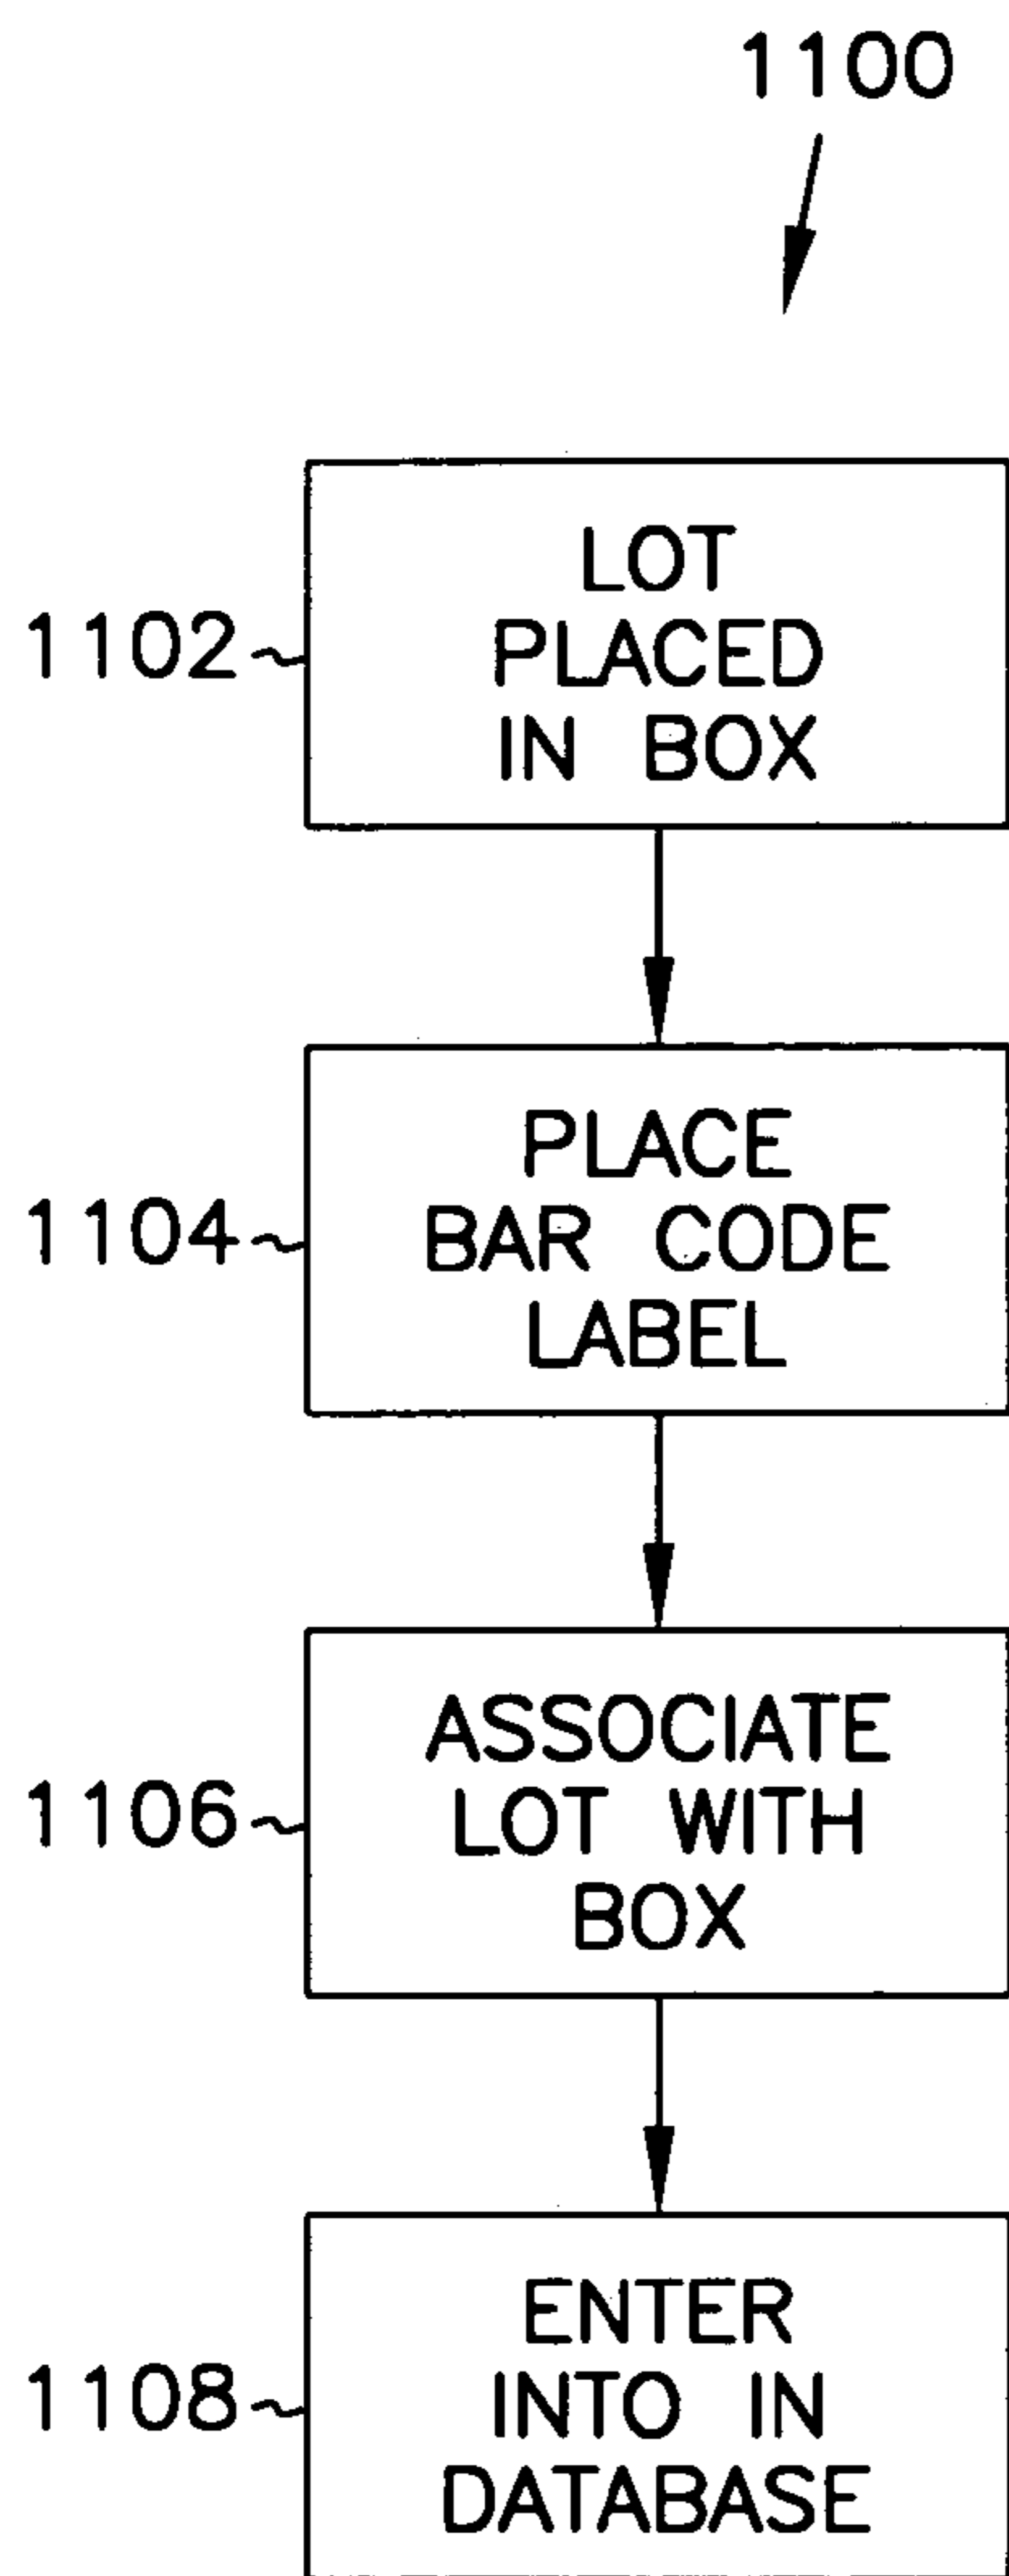 1100
LOT
PLACED
IN BOX
1102
PLACE
BAR CODE
LABEL
1104
ASSOCIATE
LOT WITH
BOX
1106
ENTER
INTO IN
DATABASE
1108